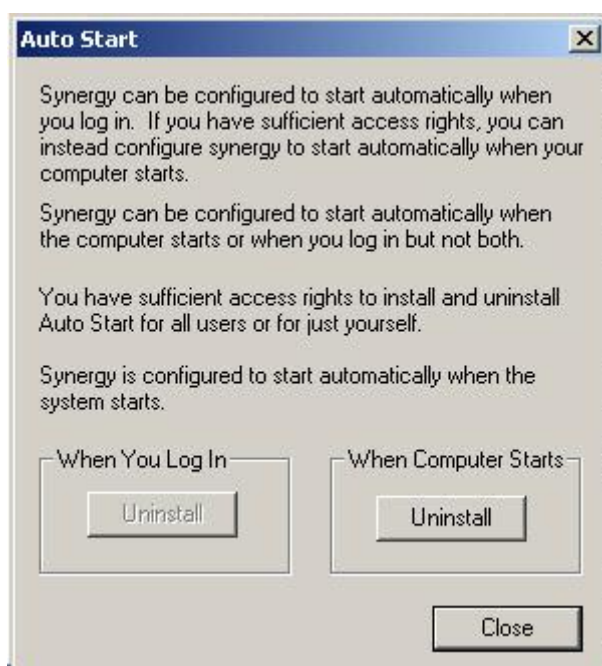 Auto Start
Synergy can be configured to start automatically when
you log in.  If you have sufficient access rights, you can
instead configure synergy to start automatically when your
computer starts.
Synergy can be configured to start automatically when
the computer starts or when you log in but not both.
You have sufficient access rights to install and uninstall
Auto Start for all users or for just yourself.
Synergy is configured to start automatically when the
system starts.
When You Log In
Uninstall
When Computer Starts
Uninstall
Close